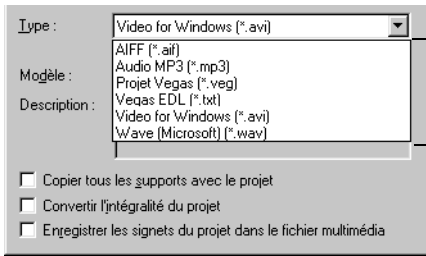 Type : Video for Windows (*.avi)
AIFF (*.aif)
Audio MP3 (*.mp3)
Projet Vegas (*.veg)
Vegas EDL (*.txt)
Video for Windows (*.avi)
Wave (Microsoft) (*.wav)
Modèle :
Description :
Copier tous les supports avec le projet
Convertir l'intégralité du projet
Enregistrer les signets du projet dans le fichier multimédia